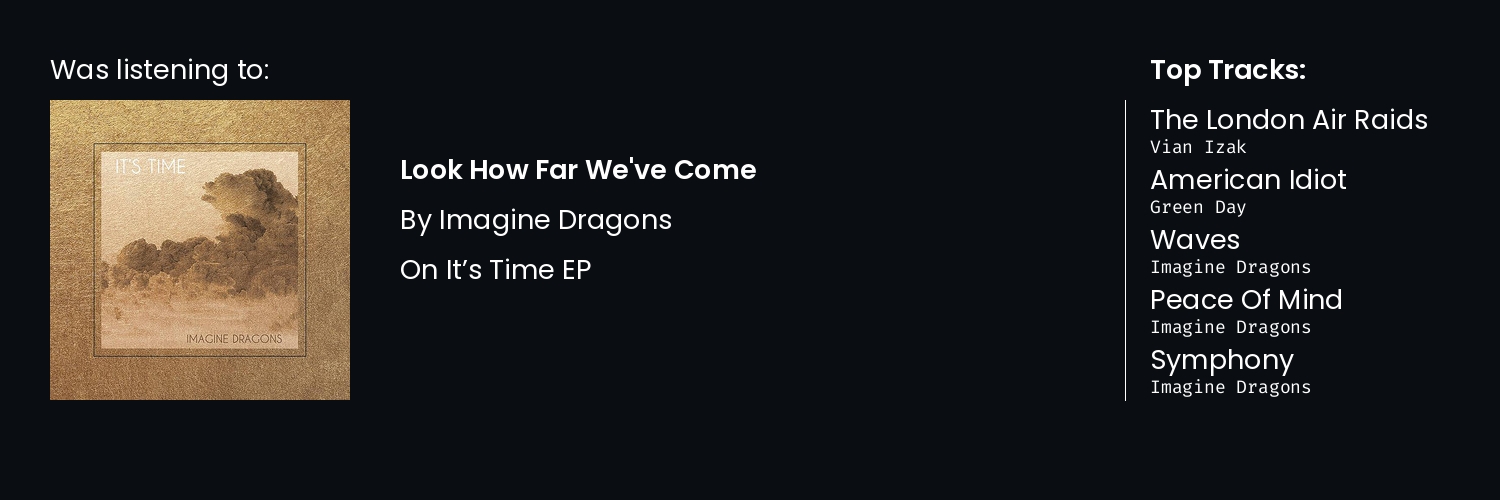 Was listening to:
IT'S TIME
IMAGINE DRAGONS
Look How Far We've Come
By Imagine Dragons
On It’s Time EP
Top Tracks:
The London Air Raids
Vian Izak
American Idiot
Green Day
Waves
Imagine Dragons
Peace Of Mind
Imagine Dragons
Symphony
Imagine Dragons